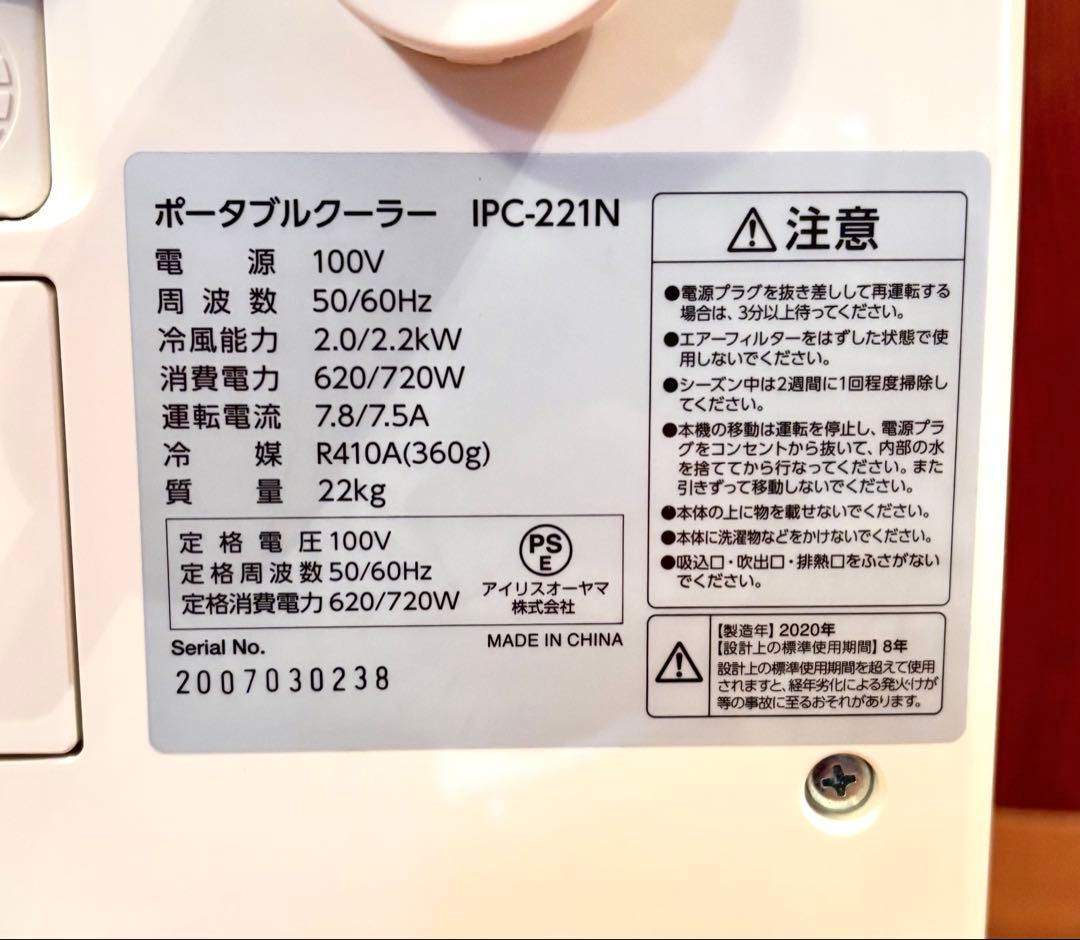 ポータブルクーラー IPC-221N
電源 100V
周波数 50/60Hz
冷風能力 2.0/2.2kW
消費電力 620/720W
運転電流 7.8/7.5A
冷媒 R410A(360g)
質量 22kg
定格電圧 100V
定格周波数 50/60Hz
定格消費電力 620/720W
PS
E
アイリスオーヤマ
株式会社
Serial No.
MADE IN CHINA
2007030238
注意
●電源プラグを抜き差しして再運転する
場合は、3分以上待ってください。
●エアーフィルターをはずした状態で使
用しないでください。
●シーズン中は2週間に1回程度掃除し
てください。
●本機の移動は運転を停止し、電源プラ
グをコンセントから抜いて、内部の水
を捨ててから行なってください。また
引きずって移動しないでください。
●本体の上に物を載せないでください。
●本体に洗濯物などをかけないでください。
●吸込口・吹出口・排熱口をふさがない
でください。
【製造年】2020年
【設計上の標準使用期間】8年
設計上の標準使用期間を超えて使用
されますと、経年劣化による発火・けが
等の事故に至るおそれがあります。